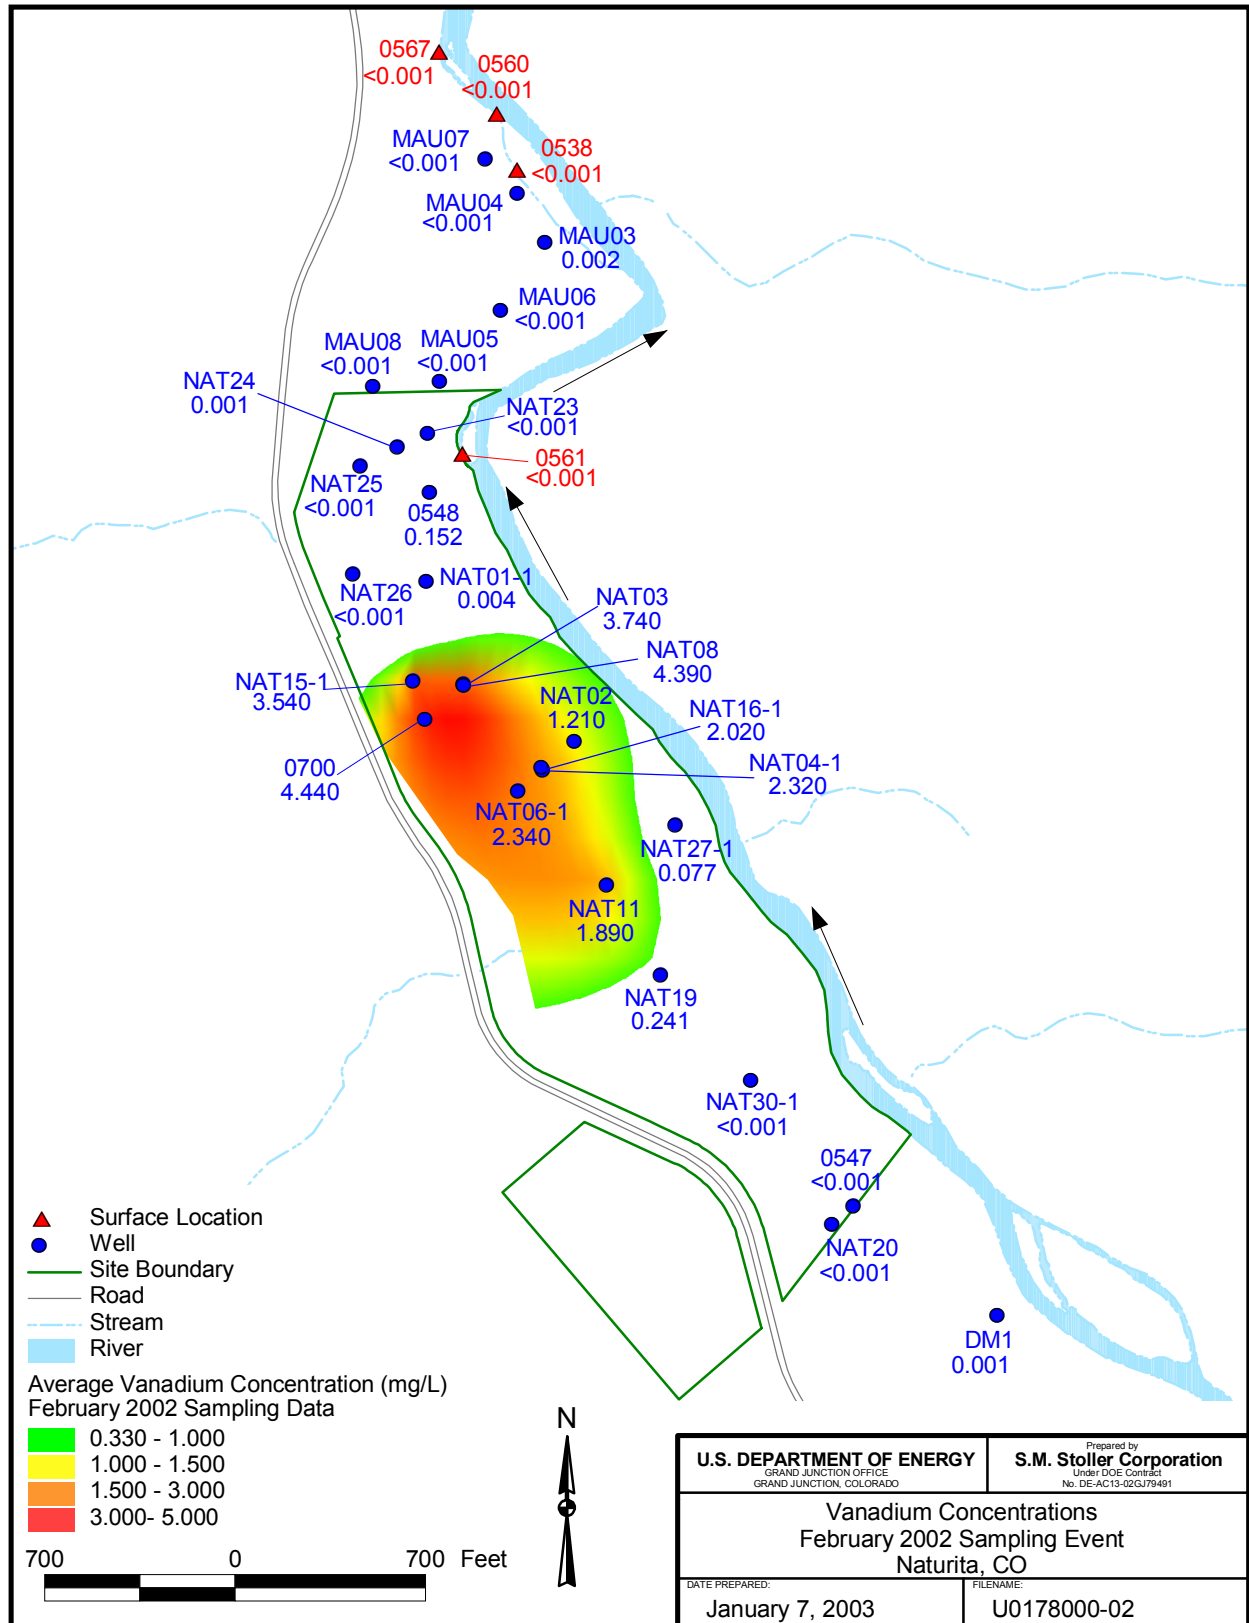 0567
<0.001
0560
<0.001
MAU07
<0.001
0538
<0.001
MAU04
<0.001
MAU03
0.002
MAU06
<0.001
MAU08
<0.001
MAU05
<0.001
NAT24
0.001
NAT23
<0.001
0561
<0.001
NAT25
<0.001
0548
0.152
NAT26
<0.001
NAT01-1
0.004
NAT03
3.740
NAT08
4.390
NAT15-1
3.540
NAT02
1.210
NAT16-1
2.020
0700
4.440
NAT04-1
2.320
NAT06-1
2.340
NAT27-1
0.077
NAT11
1.890
NAT19
0.241
NAT30-1
<0.001
0547
<0.001
NAT20
<0.001
DM1
0.001
Surface Location
Well
Site Boundary
Road
Stream
River
Average Vanadium Concentration (mg/L)
February 2002 Sampling Data
0.330 - 1.000
1.000 - 1.500
1.500 - 3.000
3.000- 5.000
700 0 700 Feet
N
U.S. DEPARTMENT OF ENERGY
GRAND JUNCTION OFFICE
GRAND JUNCTION, COLORADO
Prepared by
S.M. Stoller Corporation
Under DOE Contract
No. DE-AC13-02GJ79491
Vanadium Concentrations
February 2002 Sampling Event
Naturita, CO
DATE PREPARED:
January 7, 2003
FILENAME:
U0178000-02